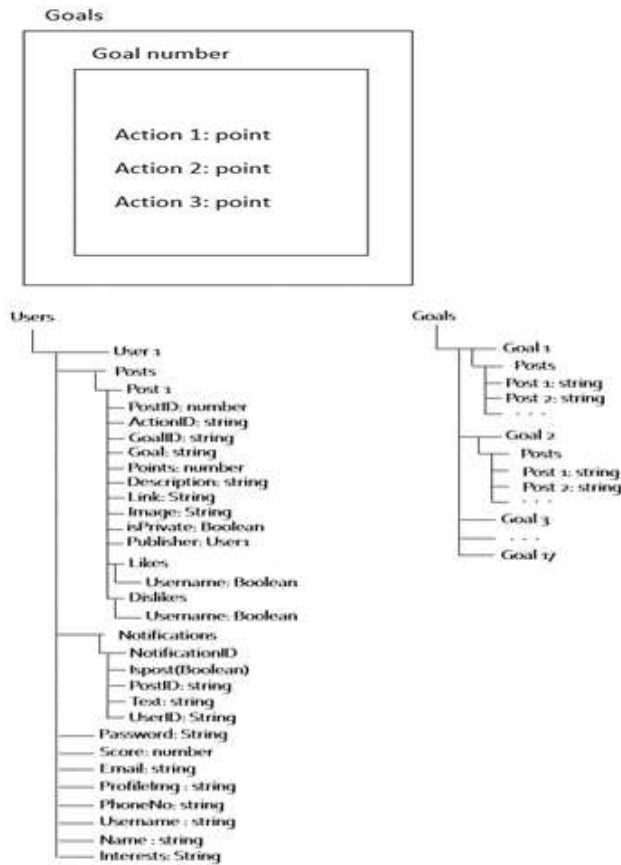 Goals
Goal number
Action 1: point
Action 2: point
Action 3: point
Users
User 1
Posts
Post 1
PostID: number
ActionID: string
GoalID: string
Goal: string
Points: number
Description: string
Link: String
Image: String
isPrivate: Boolean
Publisher: User1
Likes
Username: Boolean
Dislikes
Username: Boolean
Notifications
NotificationID
Ispost(Boolean)
PostID: string
Text: string
UserID: String
Password: String
Score: number
Email: string
ProfileImg : string
PhoneNo: string
Username : string
Name : string
Interests: String
Goals
Goal 1
Posts
Post 1: string
Post 2: string
. . .
Goal 2
Posts
Post 1: string
Post 2: string
. . .
Goal 3
. . .
Goal 17